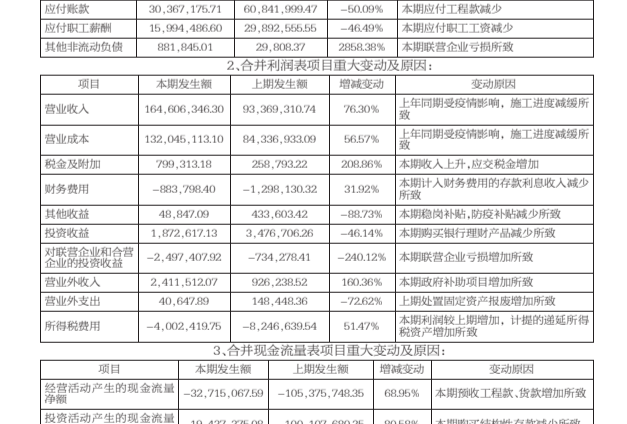 应付账款 30,367,175.71 60,841,999.47 -50.09% 本期应付工程款减少
应付职工薪酬 15,994,486.60 29,892,555.55 -46.49% 本期应付职工工资减少
其他非流动负债 881,845.01 29,808.37 2858.38% 本期联营企业亏损所致
2、合并利润表项目重大变动及原因:
项目 本期发生额 上期发生额 增减变动 变动原因
营业收入 164,606,346.30 93,369,310.74 76.30% 上年同期受疫情影响，施工进度减缓所
致
营业成本 132,045,113.10 84,336,933.09 56.57% 上年同期受疫情影响，施工进度减缓所
致
税金及附加 799,313.18 258,793.22 208.86% 本期收入上升,应交税金增加
财务费用 -883,798.40 -1,298,130.32 31.92% 本期计入财务费用的存款利息收入减少
所致
其他收益 48,847.09 433,603.42 -88.73% 本期稳岗补贴,防疫补贴减少所致
投资收益 1,872,617.13 3,476,706.26 -46.14% 本期购买银行理财产品减少所致
对联营企业和合营
企业的投资收益 -2,497,407.92 -734,278.41 -240.12% 本期联营企业亏损增加所致
营业外收入 2,411,512.07 926,238.52 160.36% 本期政府补助项目增加所致
营业外支出 40,647.89 148,448.36 -72.62% 上期处置固定资产报废增加所致
所得税费用 -4,002,419.75 -8,246,639.54 51.47% 本期利润较上期增加，计提的递延所得
税资产增加所致
3、合并现金流量表项目重大变动及原因:
项目 本期发生额 上期发生额 增减变动 变动原因
经营活动产生的现金流量
净额 -32,715,067.59 -105,375,748.35 68.95% 本期预收工程款、货款增加所致
投资活动产生的现金流量